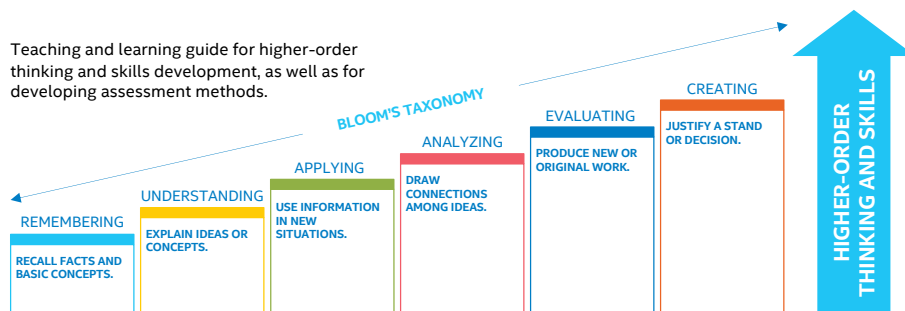 Teaching and learning guide for higher-order
thinking and skills development, as well as for
developing assessment methods.
BLOOM'S TAXONOMY
REMEMBERING
RECALL FACTS AND
BASIC CONCEPTS.
UNDERSTANDING
EXPLAIN IDEAS OR
CONCEPTS.
APPLYING
USE INFORMATION
IN NEW
SITUATIONS.
ANALYZING
DRAW
CONNECTIONS
AMONG IDEAS.
EVALUATING
PRODUCE NEW OR
ORIGINAL WORK.
CREATING
JUSTIFY A STAND
OR DECISION.
HIGHER-ORDER
THINKING AND SKILLS